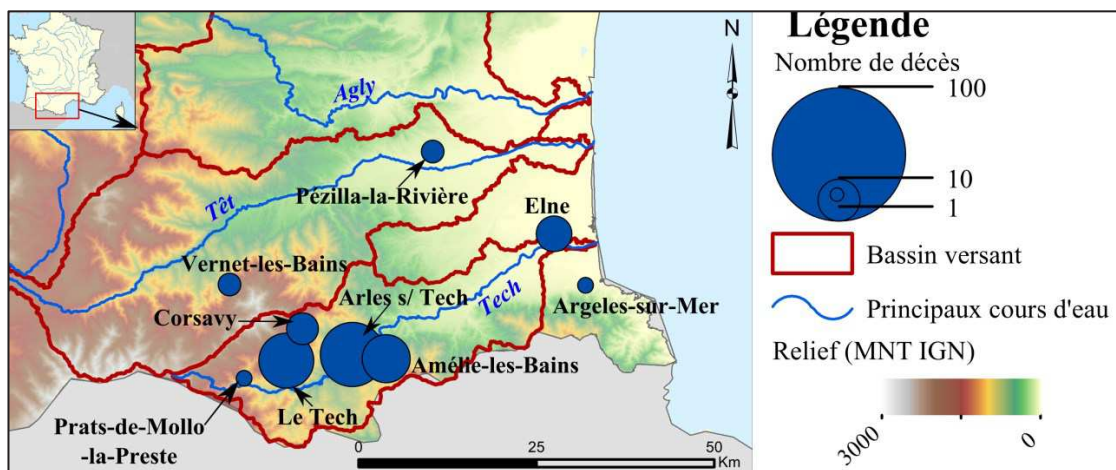 N
Agly
Pézilla-la-Rivière
Têt
Elne
Vernet-les-Bains
Arles s/ Tech
Tech
Argeles-sur-Mer
Corsavy
Amélie-les-Bains
Le Tech
Prats-de-Mollo
-la-Preste
0 25 50
Km
Légende
Nombre de décès
100
10
1
Bassin versant
Principaux cours d'eau
Relief (MNT IGN)
3000 0